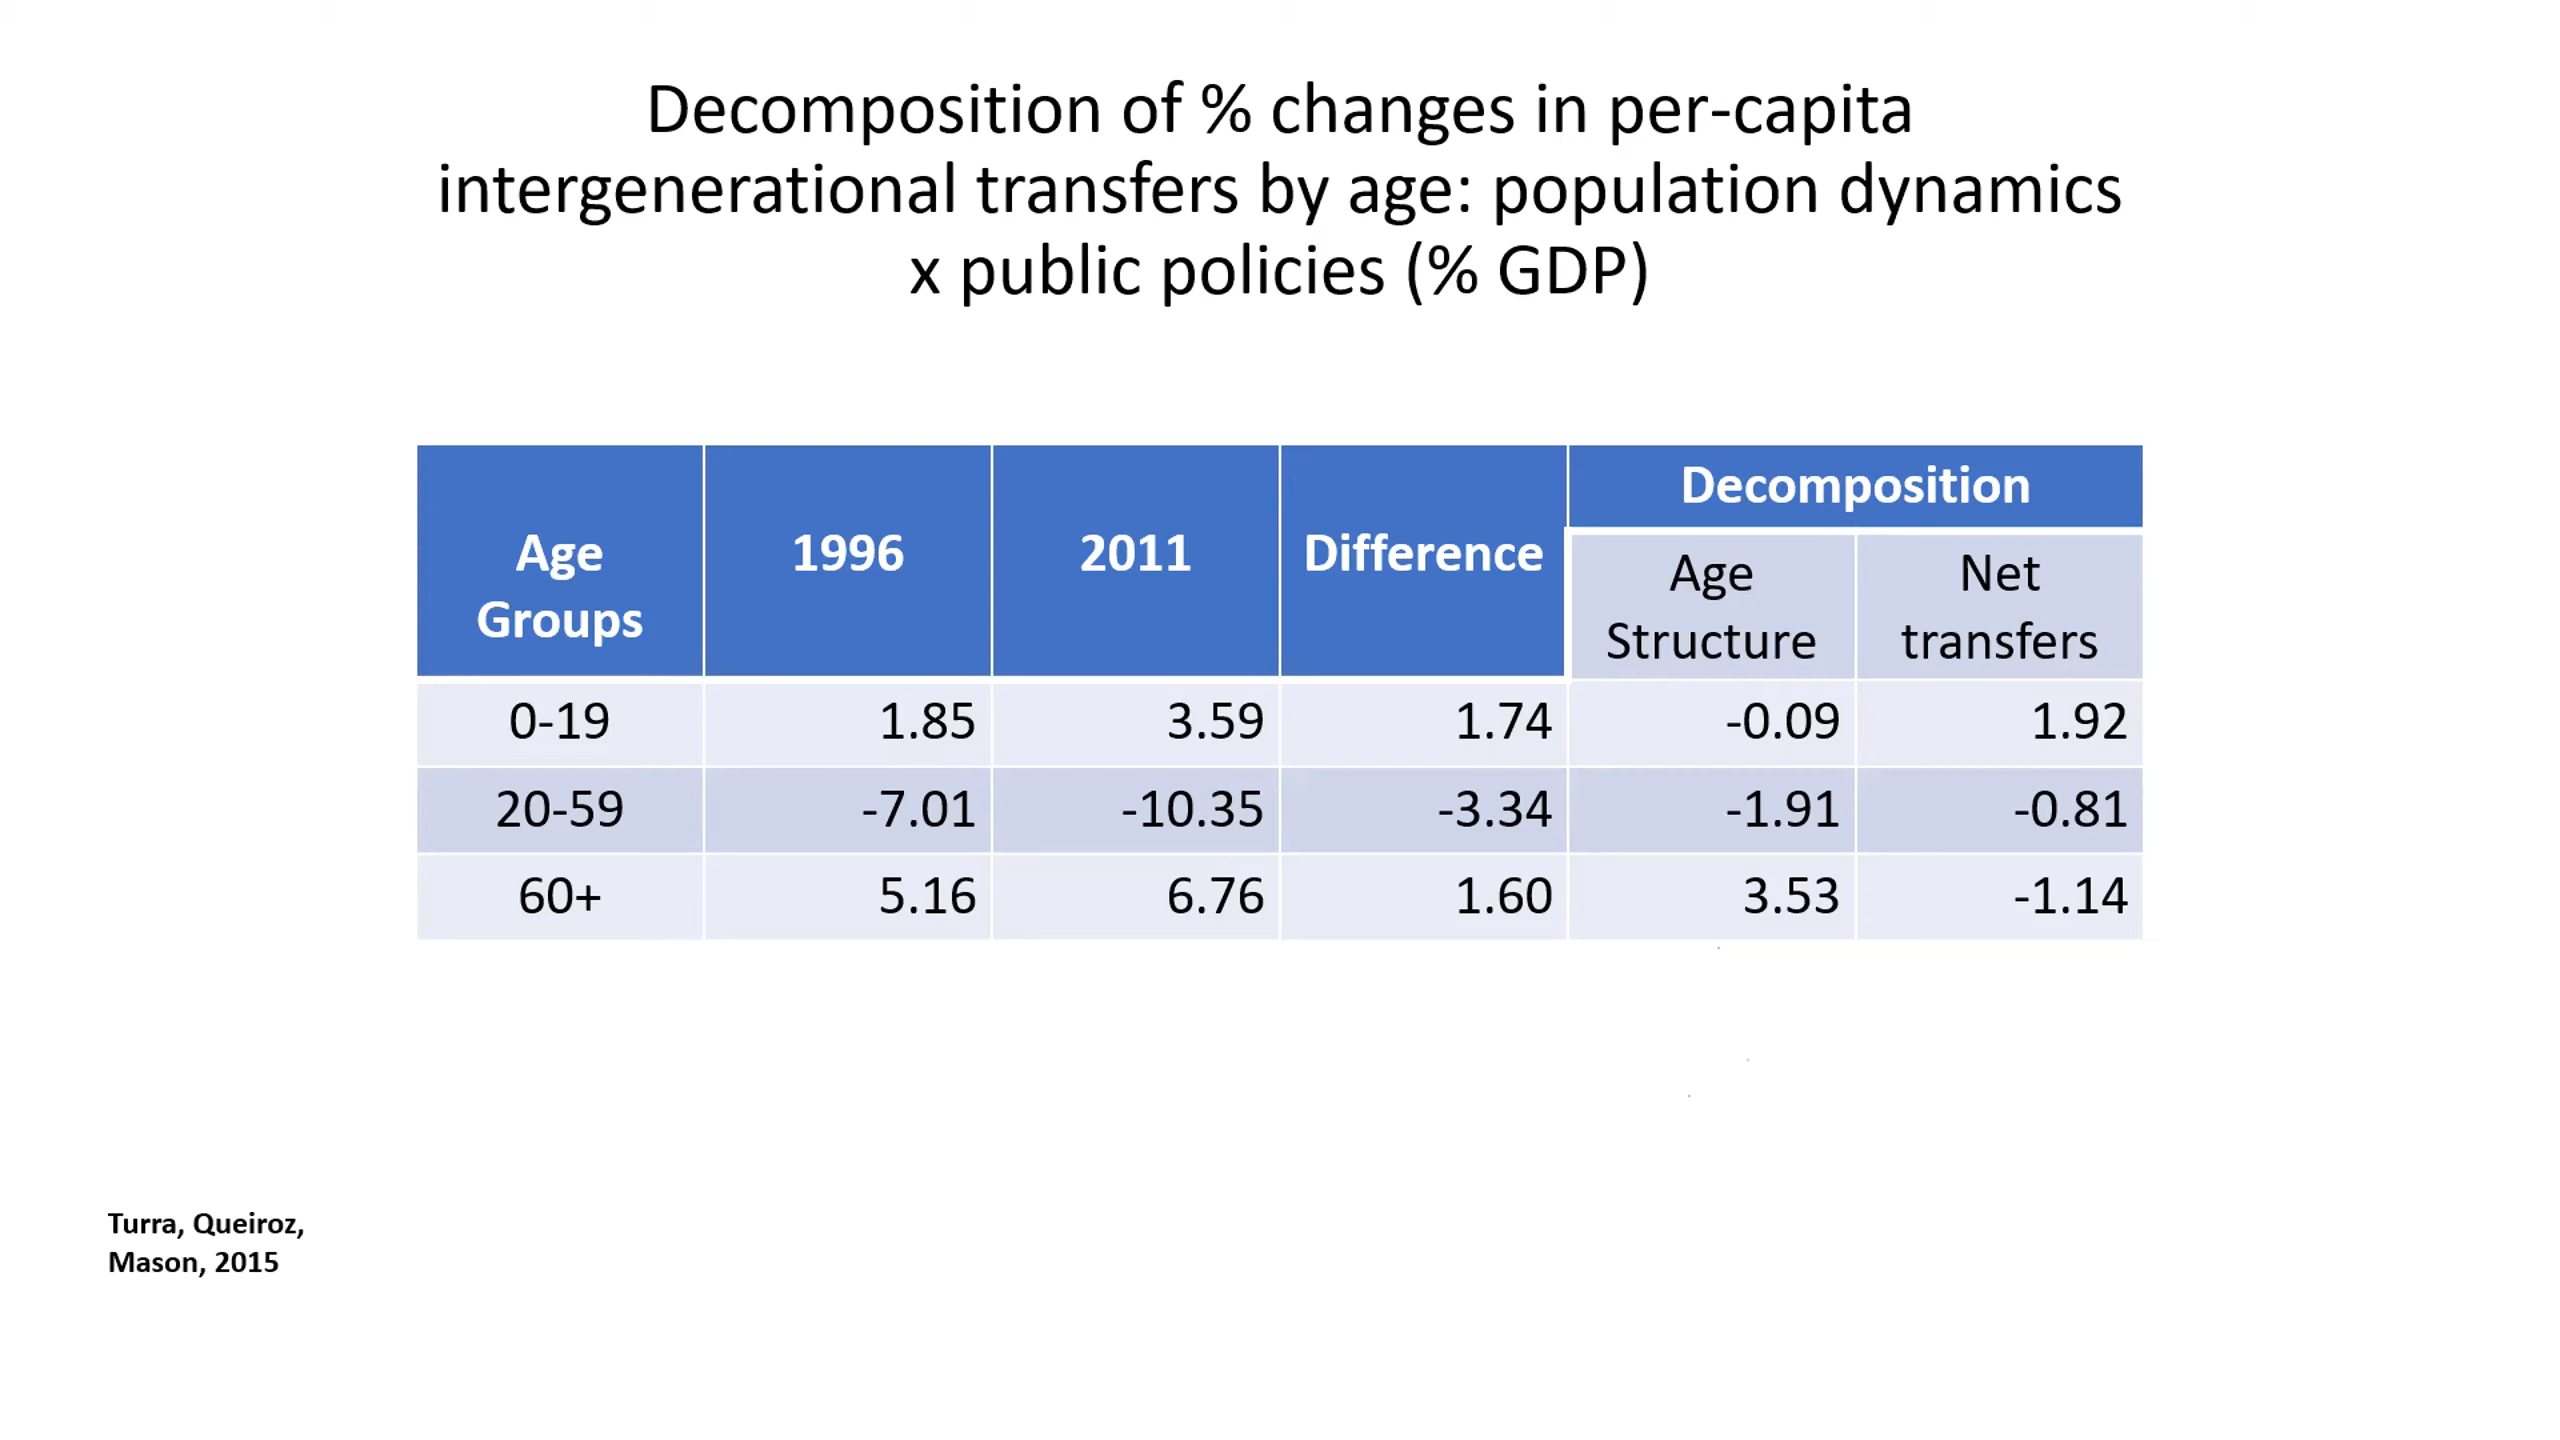 Decomposition of % changes in per-capita
intergenerational transfers by age: population dynamics
x public policies (% GDP)
Decomposition
Age Groups 1996 2011 Difference Age Structure Net transfers
0-19 1.85 3.59 1.74 -0.09 1.92
20-59 -7.01 -10.35 -3.34 -1.91 -0.81
60+ 5.16 6.76 1.60 3.53 -1.14
Turra, Queiroz,
Mason, 2015